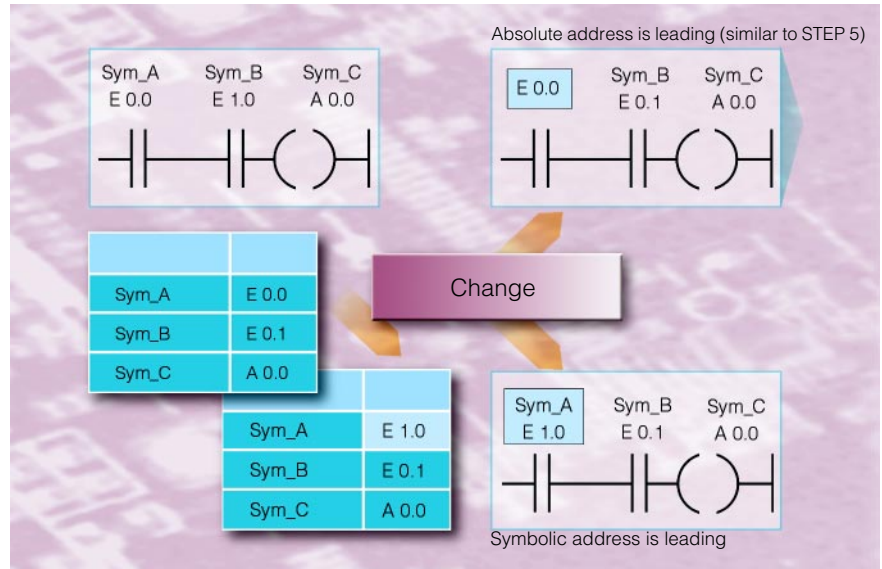 Absolute address is leading (similar to STEP 5)
Sym_A Sym_B Sym_C
E 0.0 E 1.0 A 0.0
E 0.0 Sym_B Sym_C
E 0.1 A 0.0
Change
Sym_A E 0.0
Sym_B E 0.1
Sym_C A 0.0
Sym_A E 1.0
Sym_B E 0.1
Sym_C A 0.0
Sym_A Sym_B Sym_C
E 1.0 E 0.1 A 0.0
Symbolic address is leading